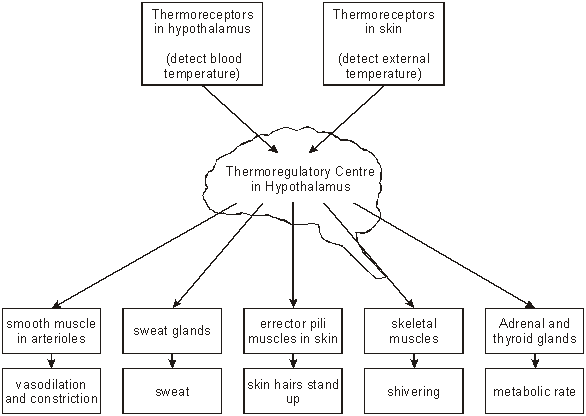 Thermoreceptors
in hypothalamus
(detect blood
temperature)
Thermoreceptors
in skin
(detect external
temperature)
Thermoregulatory Centre
in Hypothalamus
smooth muscle
in arterioles
sweat glands
errector pili
muscles in skin
skeletal
muscles
Adrenal and
thyroid glands
vasodilation
and constriction
sweat
skin hairs stand
up
shivering
metabolic rate